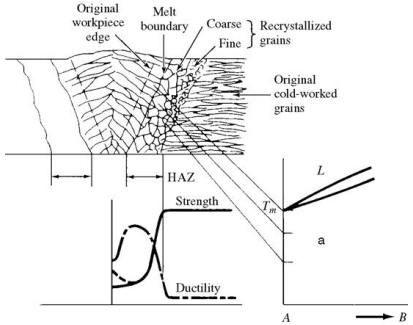 Original
workpiece
edge
Melt
boundary
Coarse
Fine
Recrystallized
grains
Original
cold-worked
grains
HAZ
Strength
Ductility
L
Tm
a
A
B